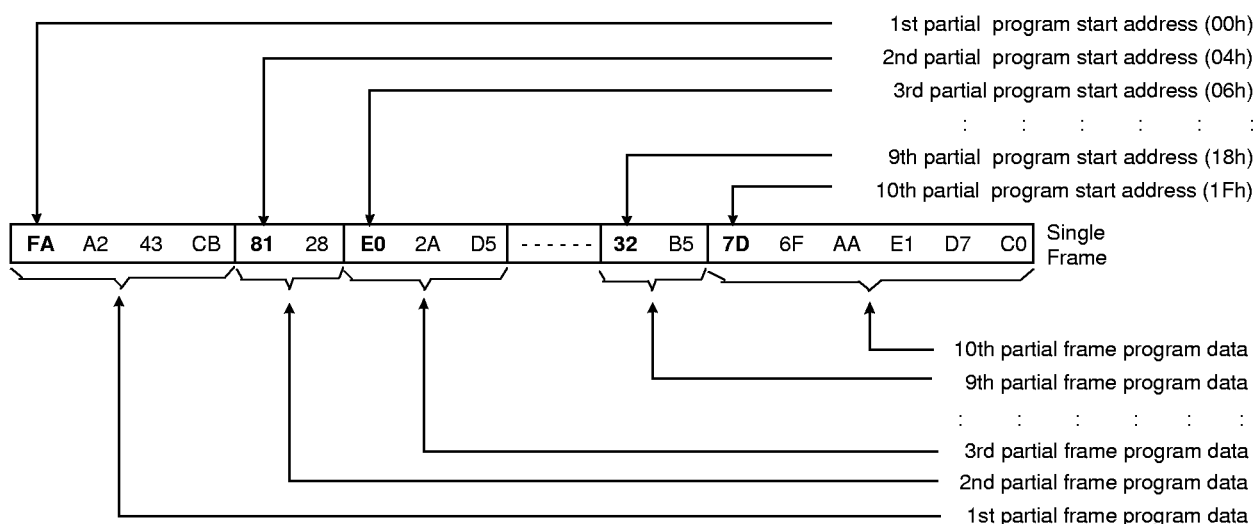 1st partial program start address (00h)
2nd partial program start address (04h)
3rd partial program start address (06h)
: : : : : :
9th partial program start address (18h)
10th partial program start address (1Fh)
FA A2 43 CB 81 28 E0 2A D5 - - - - - - 32 B5 7D 6F AA E1 D7 C0
Single
Frame
10th partial frame program data
9th partial frame program data
: : : : : :
3rd partial frame program data
2nd partial frame program data
1st partial frame program data